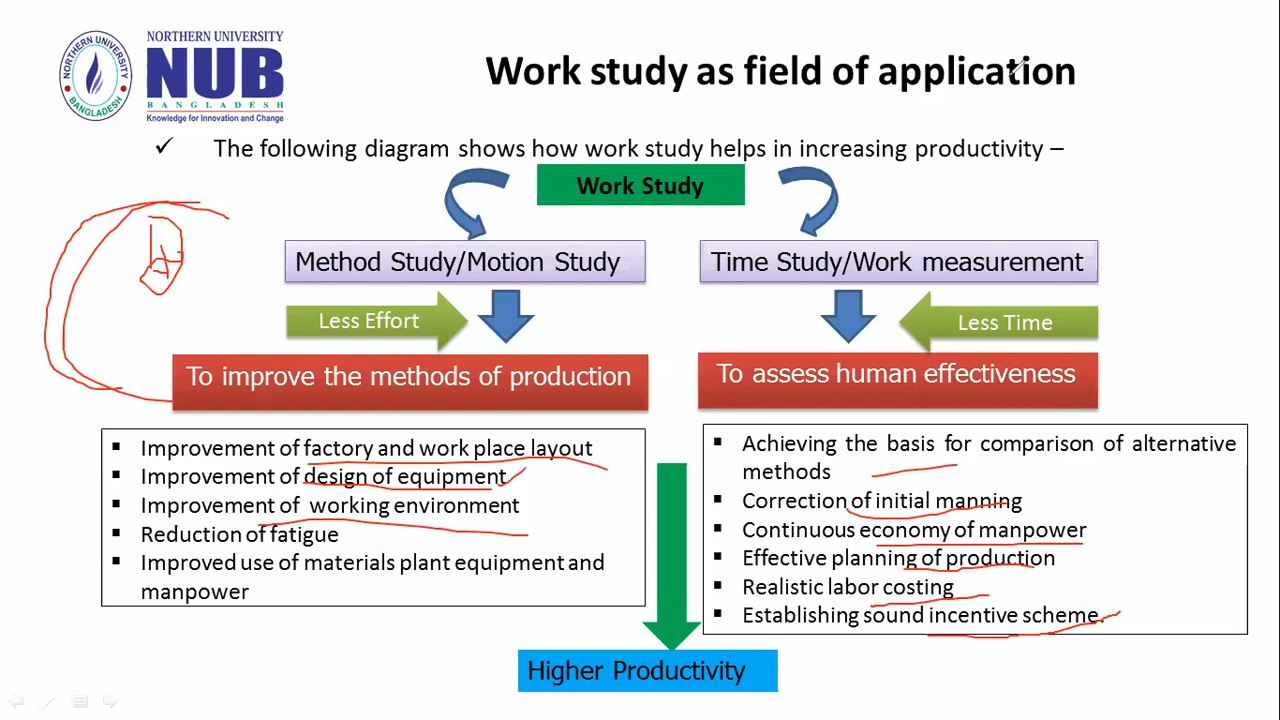 NORTHERN UNIVERSITY
BANGLADESH
NORTHERN UNIVERSITY
NUB
BANGLADESH
Knowledge for Innovation and Change
Work study as field of application
✓ The following diagram shows how work study helps in increasing productivity –
Work Study
Method Study/Motion Study
Time Study/Work measurement
Less Effort
Less Time
To improve the methods of production
To assess human effectiveness
▪ Improvement of factory and work place layout
▪ Improvement of design of equipment
▪ Improvement of working environment
▪ Reduction of fatigue
▪ Improved use of materials plant equipment and
manpower
▪ Achieving the basis for comparison of alternative
methods
▪ Correction of initial manning
▪ Continuous economy of manpower
▪ Effective planning of production
▪ Realistic labor costing
▪ Establishing sound incentive scheme.
Higher Productivity